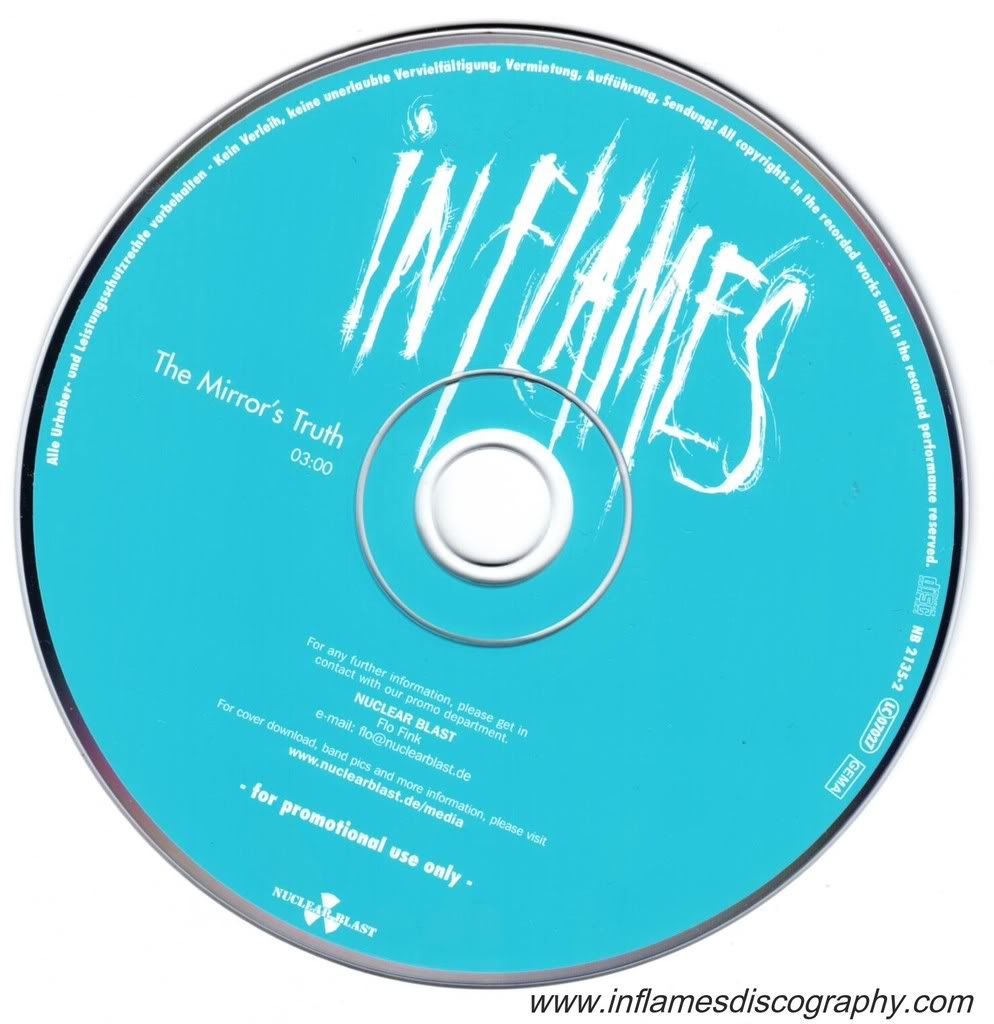 Alle Urheber- und Leistungsschutzrechte vorbehalten - Kein Verleih, keine unerlaubte Vervielfältigung, Vermietung, Aufführung, Sendung! All copyrights in the recorded works and in the recorded performance reserved.
disc
NB 2135-2
LC 07027
GEMA
iN FlAMES
The Mirror's Truth
03:00
For any further information, please get in
contact with our promo department.
NUCLEAR BLAST
Flo Fink
e-mail: flo@nuclearblast.de
For cover download, band pics and more information, please visit
www.nuclearblast.de/media
- for promotional use only -
NUCLEAR BLAST
www.inflamesdiscography.com